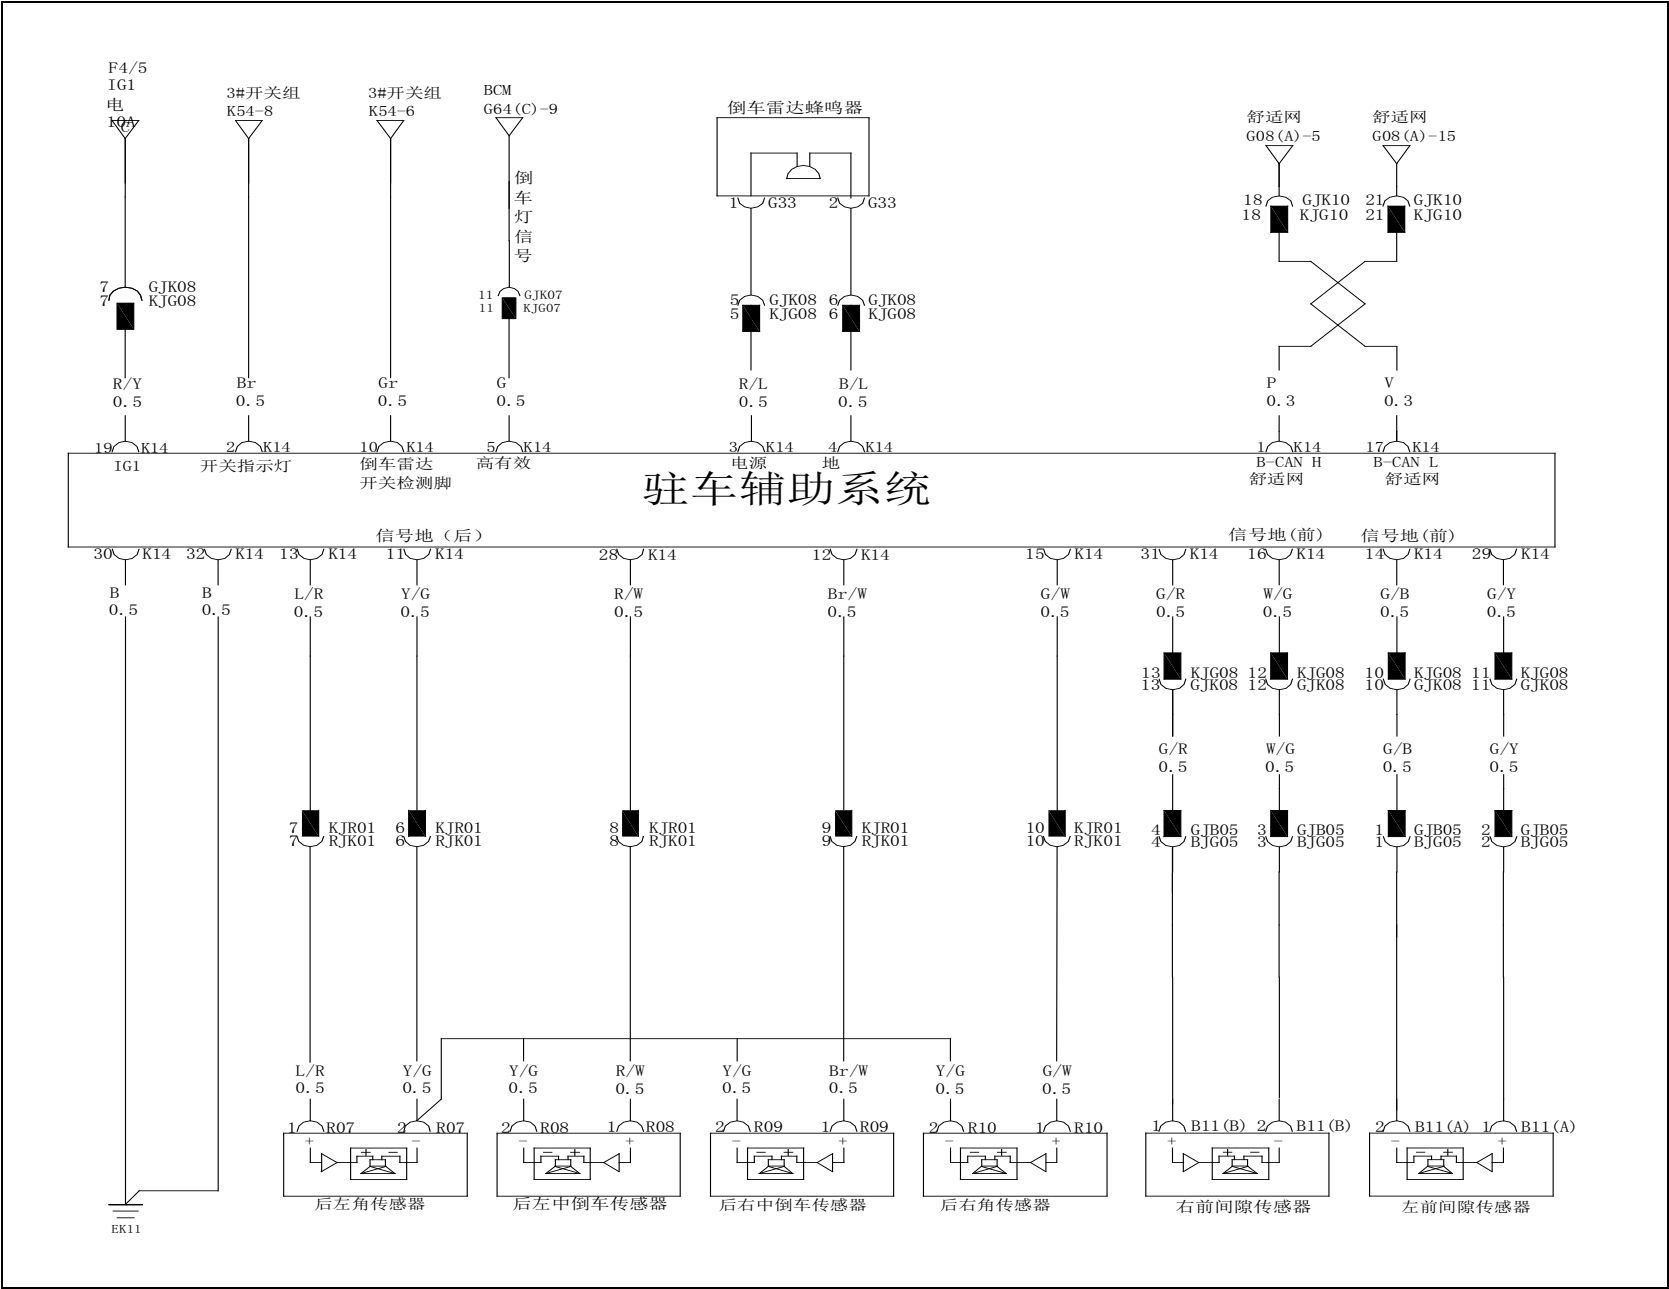 F4/5
IG1
电
10A
C
3#开关组
K54-8
3#开关组
K54-6
BCM
G64(C)-9
倒车灯信号
倒车雷达蜂鸣器
舒适网
G08(A)-5
舒适网
G08(A)-15
1 G33 2 G33
18 GJK10 21 GJK10
18 KJG10 21 KJG10
7 GJK08
7 KJG08
11 GJK07
11 KJG07
5 GJK08 6 GJK08
5 KJG08 6 KJG08
R/Y Br Gr G R/L B/L P V
0.5 0.5 0.5 0.5 0.5 0.5 0.3 0.3
19 K14 2 K14 10 K14 5 K14 3 K14 4 K14 1 K14 17 K14
IG1 开关指示灯 倒车雷达 高有效 电源 地 B-CAN H B-CAN L
开关检测脚 舒适网 舒适网
驻车辅助系统
信号地（后） 信号地(前) 信号地(前)
30 K14 32 K14 13 K14 11 K14 28 K14 12 K14 15 K14 31 K14 16 K14 14 K14 29 K14
B B L/R Y/G R/W Br/W G/W G/R W/G G/B G/Y
0.5 0.5 0.5 0.5 0.5 0.5 0.5 0.5 0.5 0.5 0.5
13 KJG08 12 KJG08 10 KJG08 11 KJG08
13 GJK08 12 GJK08 10 GJK08 11 GJK08
G/R W/G G/B G/Y
0.5 0.5 0.5 0.5
7 KJR01 6 KJR01 8 KJR01 9 KJR01 10 KJR01 4 GJB05 3 GJB05 1 GJB05 2 GJB05
7 RJK01 6 RJK01 8 RJK01 9 RJK01 10 RJK01 4 BJG05 3 BJG05 1 BJG05 2 BJG05
L/R Y/G Y/G R/W Y/G Br/W Y/G G/W
0.5 0.5 0.5 0.5 0.5 0.5 0.5 0.5
1 R07 2 R07 2 R08 1 R08 2 R09 1 R09 2 R10 1 R10 1 B11(B) 2 B11(B) 2 B11(A) 1 B11(A)
+ − − + − + − + + − − +
+ − − + − + − + + − − +
后左角传感器 后左中倒车传感器 后右中倒车传感器 后右角传感器 右前间隙传感器 左前间隙传感器
EK11